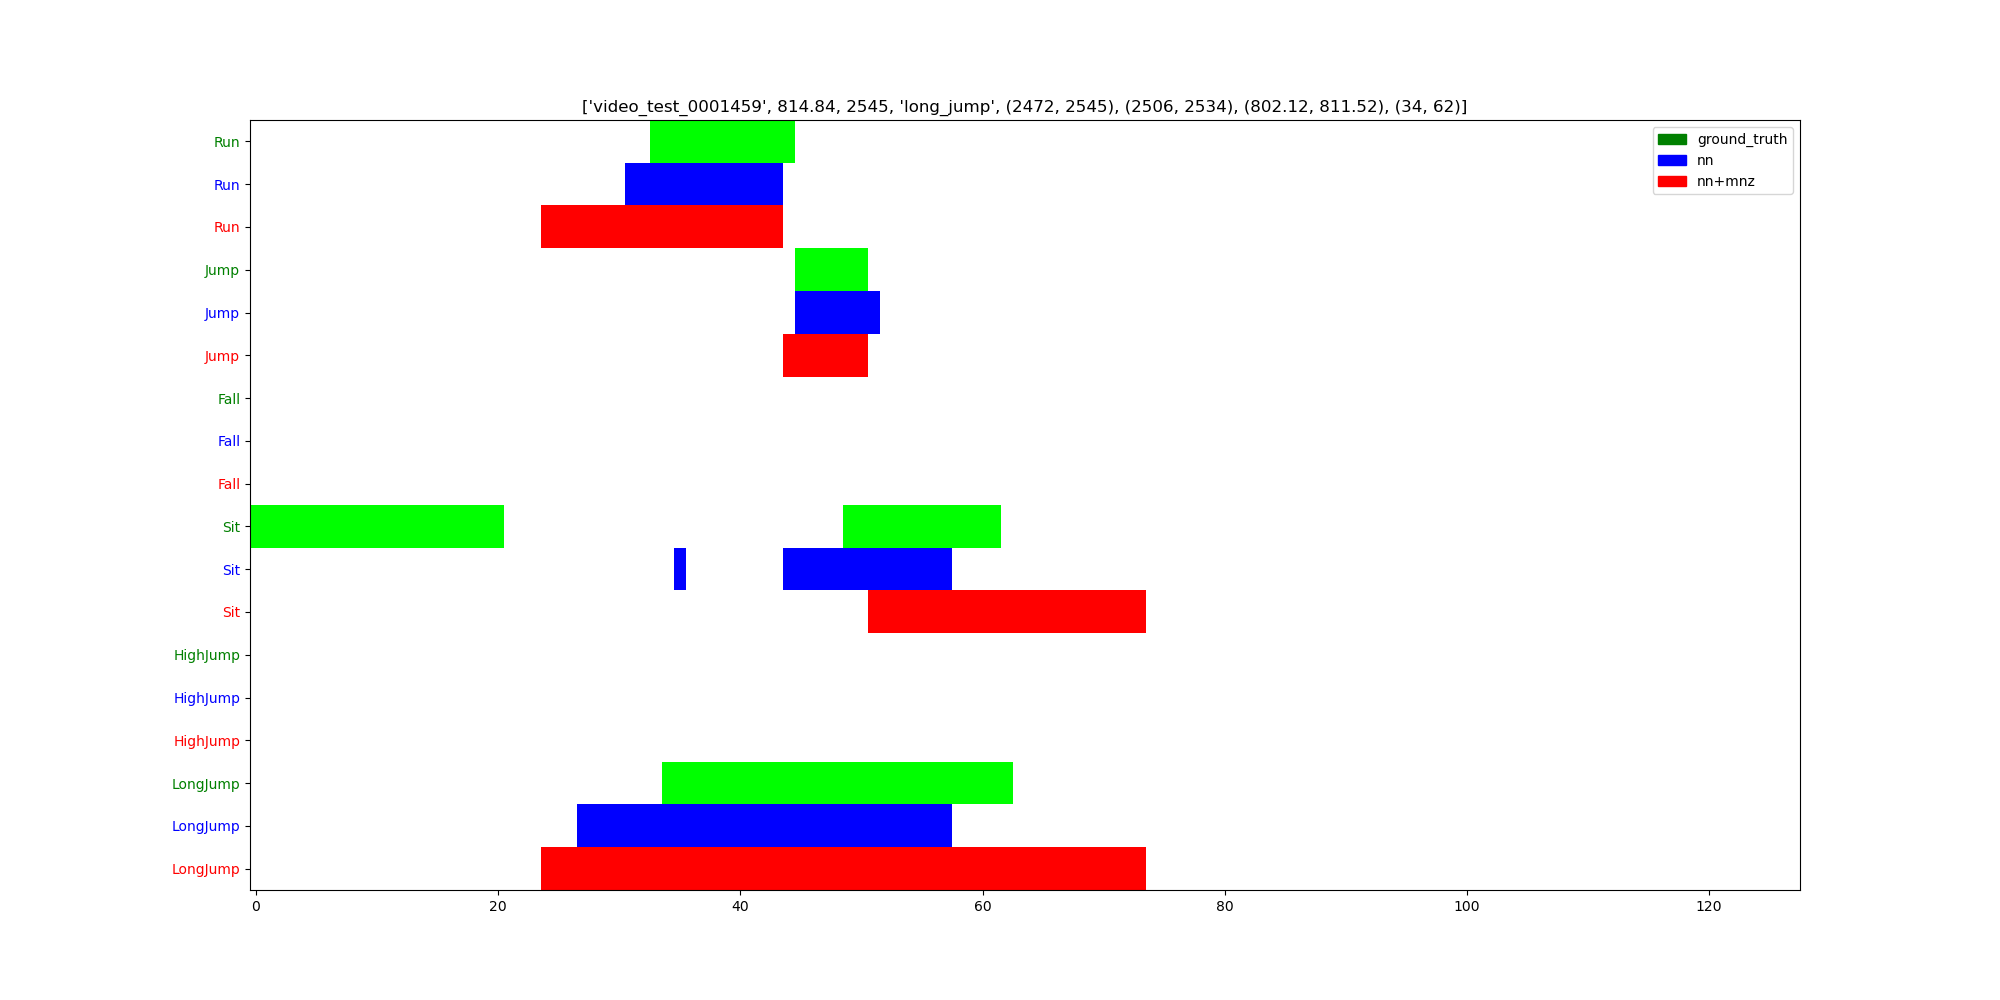 ['video_test_0001459', 814.84, 2545, 'long_jump', (2472, 2545), (2506, 2534), (802.12, 811.52), (34, 62)]
ground_truth
nn
nn+mnz
Run
Run
Run
Jump
Jump
Jump
Fall
Fall
Fall
Sit
Sit
Sit
HighJump
HighJump
HighJump
LongJump
LongJump
LongJump
0 20 40 60 80 100 120